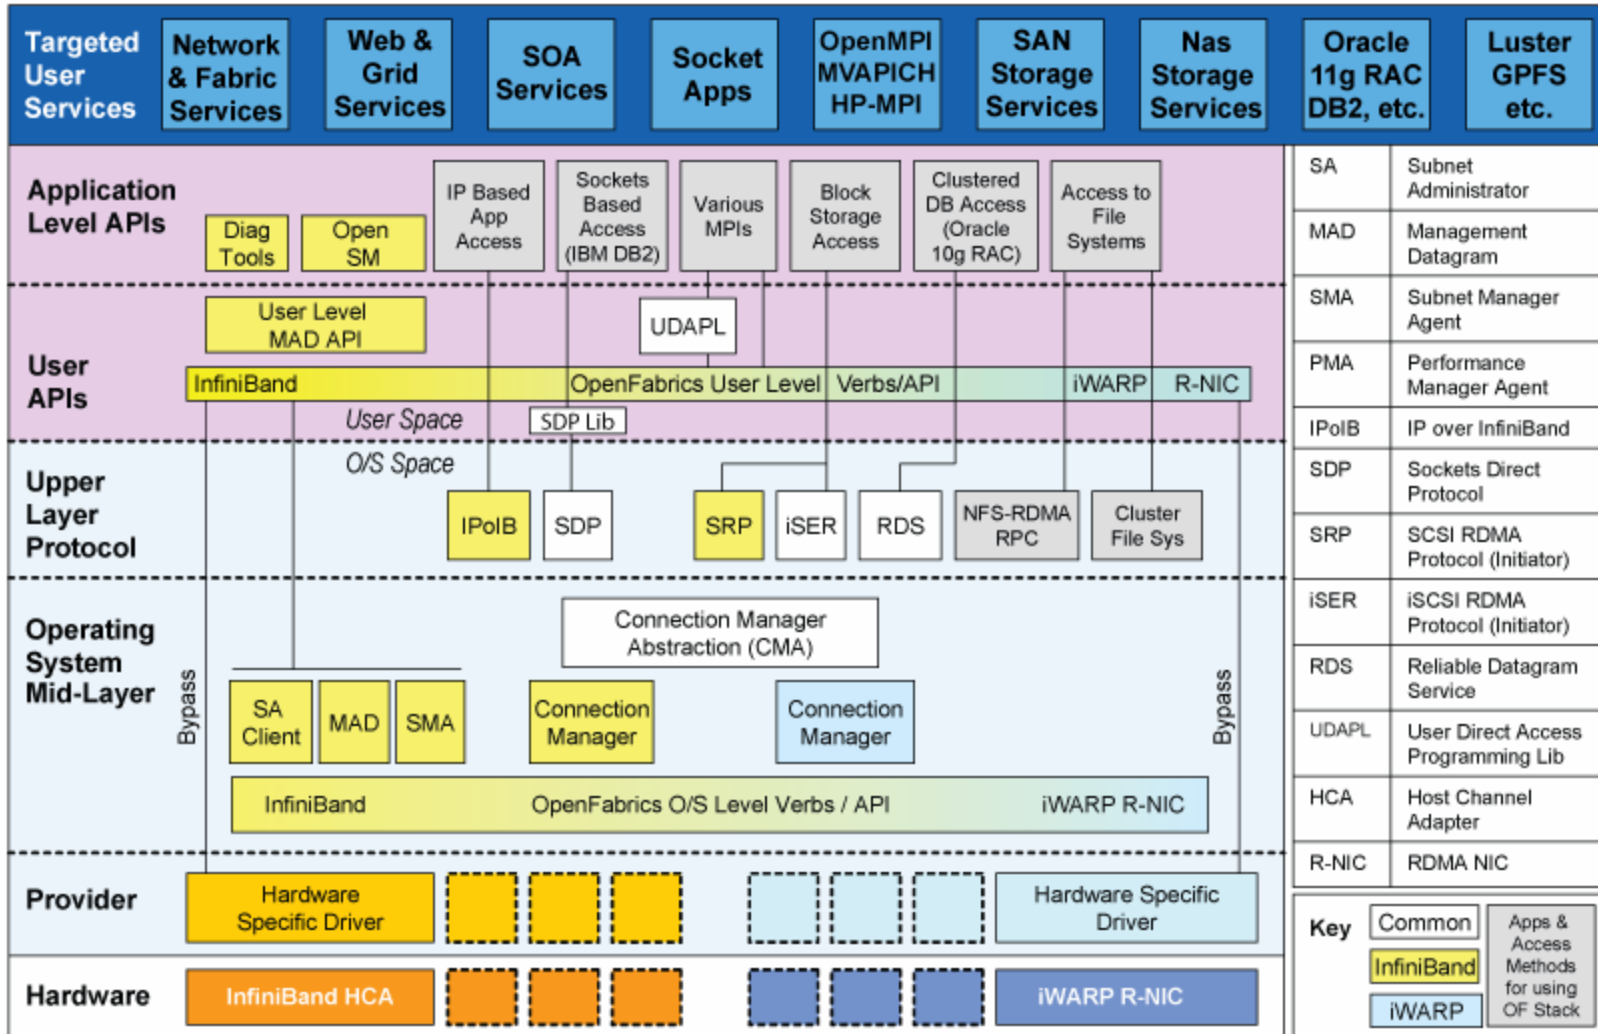 Targeted
User
Services
Network
& Fabric
Services
Web &
Grid
Services
SOA
Services
Socket
Apps
OpenMPI
MVAPICH
HP-MPI
SAN
Storage
Services
Nas
Storage
Services
Oracle
11g RAC
DB2, etc.
Luster
GPFS
etc.
Application
Level APIs
Diag
Tools
Open
SM
IP Based
App
Access
Sockets
Based
Access
(IBM DB2)
Various
MPIs
Block
Storage
Access
Clustered
DB Access
(Oracle
10g RAC)
Access to
File
Systems
User
APIs
User Level
MAD API
UDAPL
InfiniBand
OpenFabrics User Level Verbs/API
iWARP R-NIC
User Space
SDP Lib
O/S Space
Upper
Layer
Protocol
IPoIB
SDP
SRP
iSER
RDS
NFS-RDMA
RPC
Cluster
File Sys
Operating
System
Mid-Layer
Bypass
Connection Manager
Abstraction (CMA)
SA
Client
MAD
SMA
Connection
Manager
Connection
Manager
Bypass
InfiniBand
OpenFabrics O/S Level Verbs / API
iWARP R-NIC
Provider
Hardware
Specific Driver
Hardware Specific
Driver
Hardware
InfiniBand HCA
iWARP R-NIC
SA
Subnet
Administrator
MAD
Management
Datagram
SMA
Subnet Manager
Agent
PMA
Performance
Manager Agent
IPoIB
IP over InfiniBand
SDP
Sockets Direct
Protocol
SRP
SCSI RDMA
Protocol (Initiator)
iSER
iSCSI RDMA
Protocol (Initiator)
RDS
Reliable Datagram
Service
UDAPL
User Direct Access
Programming Lib
HCA
Host Channel
Adapter
R-NIC
RDMA NIC
Key
Common
InfiniBand
iWARP
Apps &
Access
Methods
for using
OF Stack